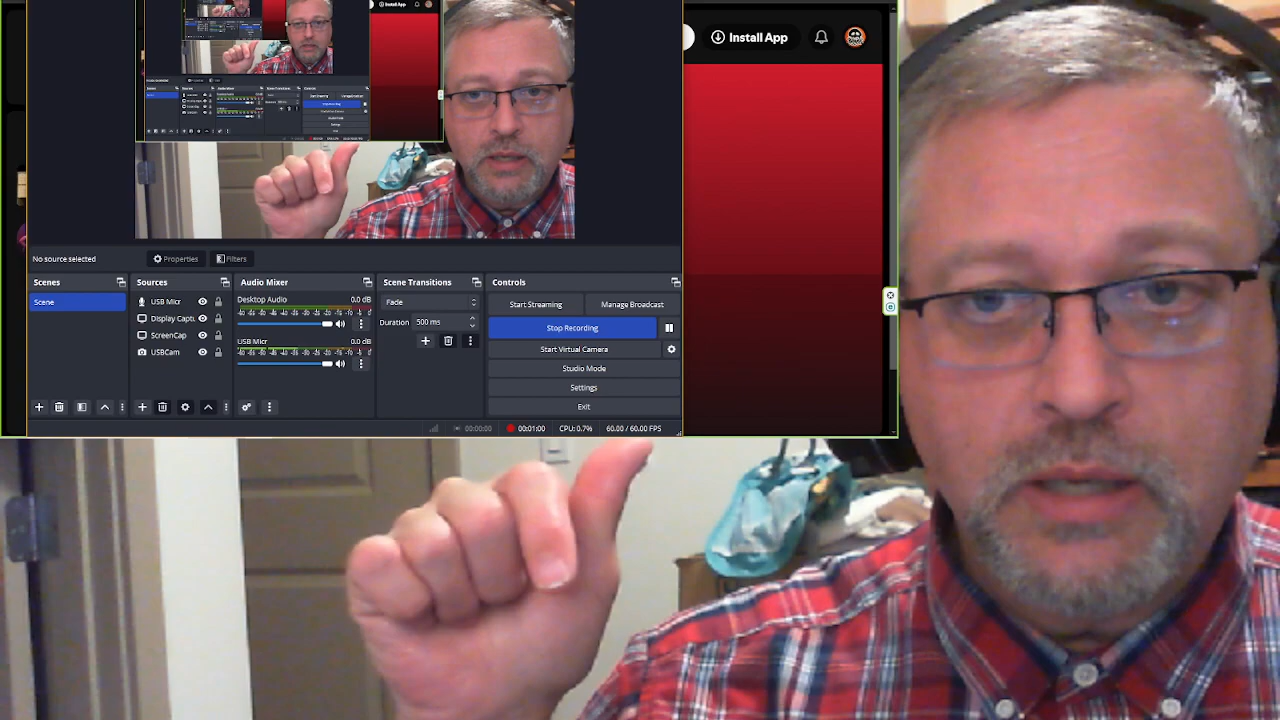 Install App
Install App
No source selected
Properties
Filters
Scenes
Sources
Audio Mixer
Scene Transitions
Controls
Scene
USB Micr
Display Captu
ScreenCap
USBCam
Desktop Audio
0.0 dB
USB Micr
0.0 dB
Fade
Duration
500 ms
Start Streaming
Manage Broadcast
Stop Recording
Start Virtual Camera
Studio Mode
Settings
Exit
00:00:00
00:01:00
CPU: 0.7%
60.00 / 60.00 FPS